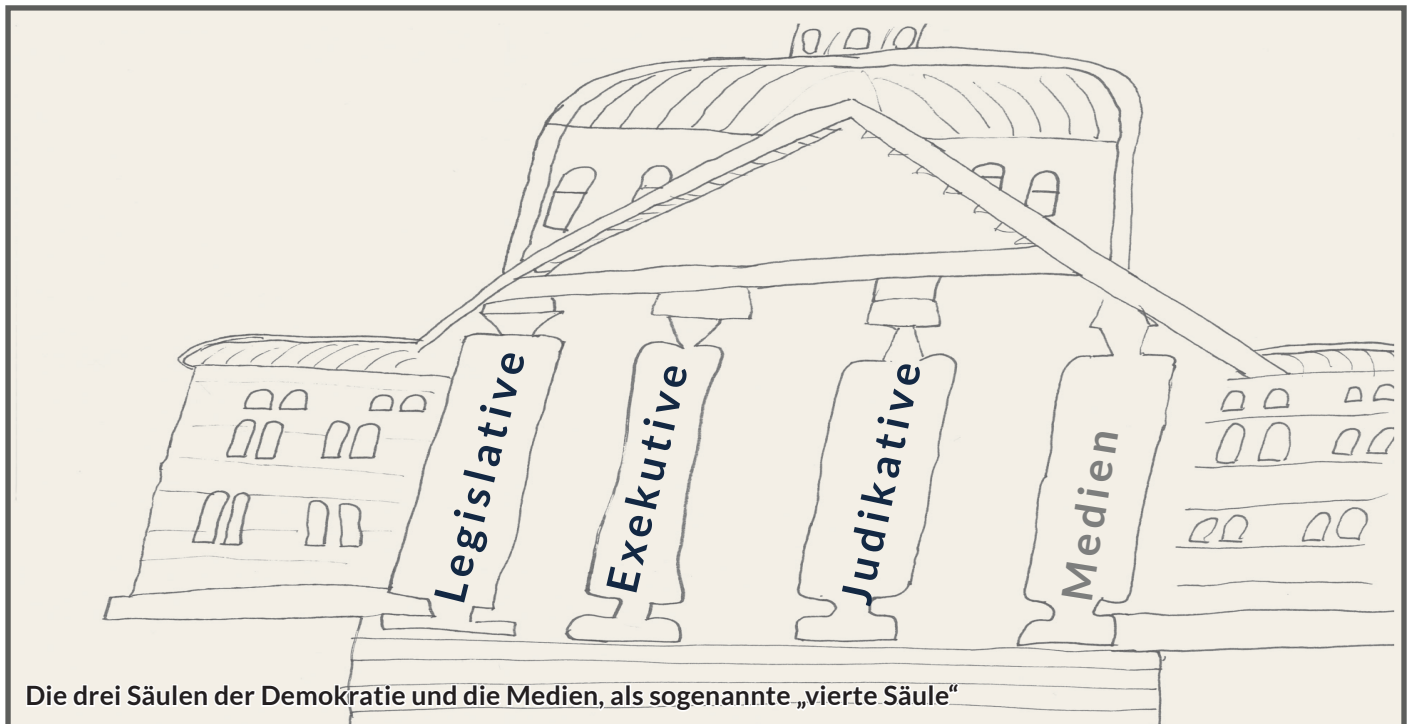 Legislative
Exekutive
Judikative
Medien
Die drei Säulen der Demokratie und die Medien, als sogenannte „vierte Säule“